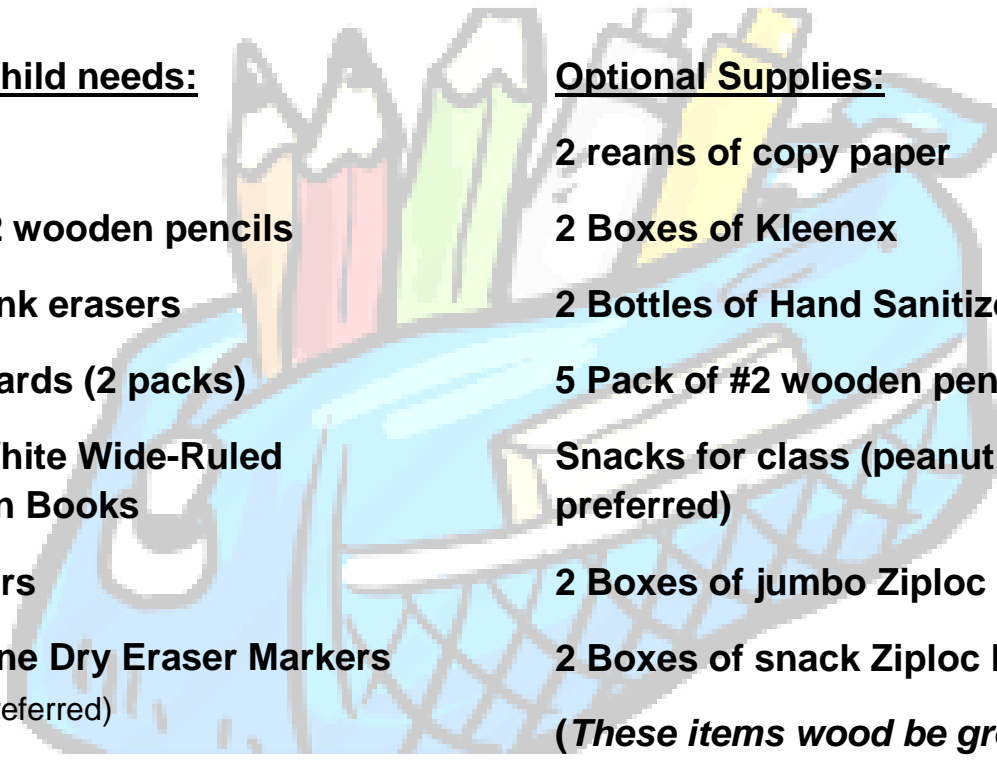 hild needs:
2 wooden pencils
nk erasers
ards (2 packs)
hite Wide-Ruled
n Books
rs
ne Dry Eraser Markers
referred)
Optional Supplies:
2 reams of copy paper
2 Boxes of Kleenex
2 Bottles of Hand Sanitize
5 Pack of #2 wooden pen
Snacks for class (peanut
preferred)
2 Boxes of jumbo Ziploc
2 Boxes of snack Ziploc
(These items wood be gr